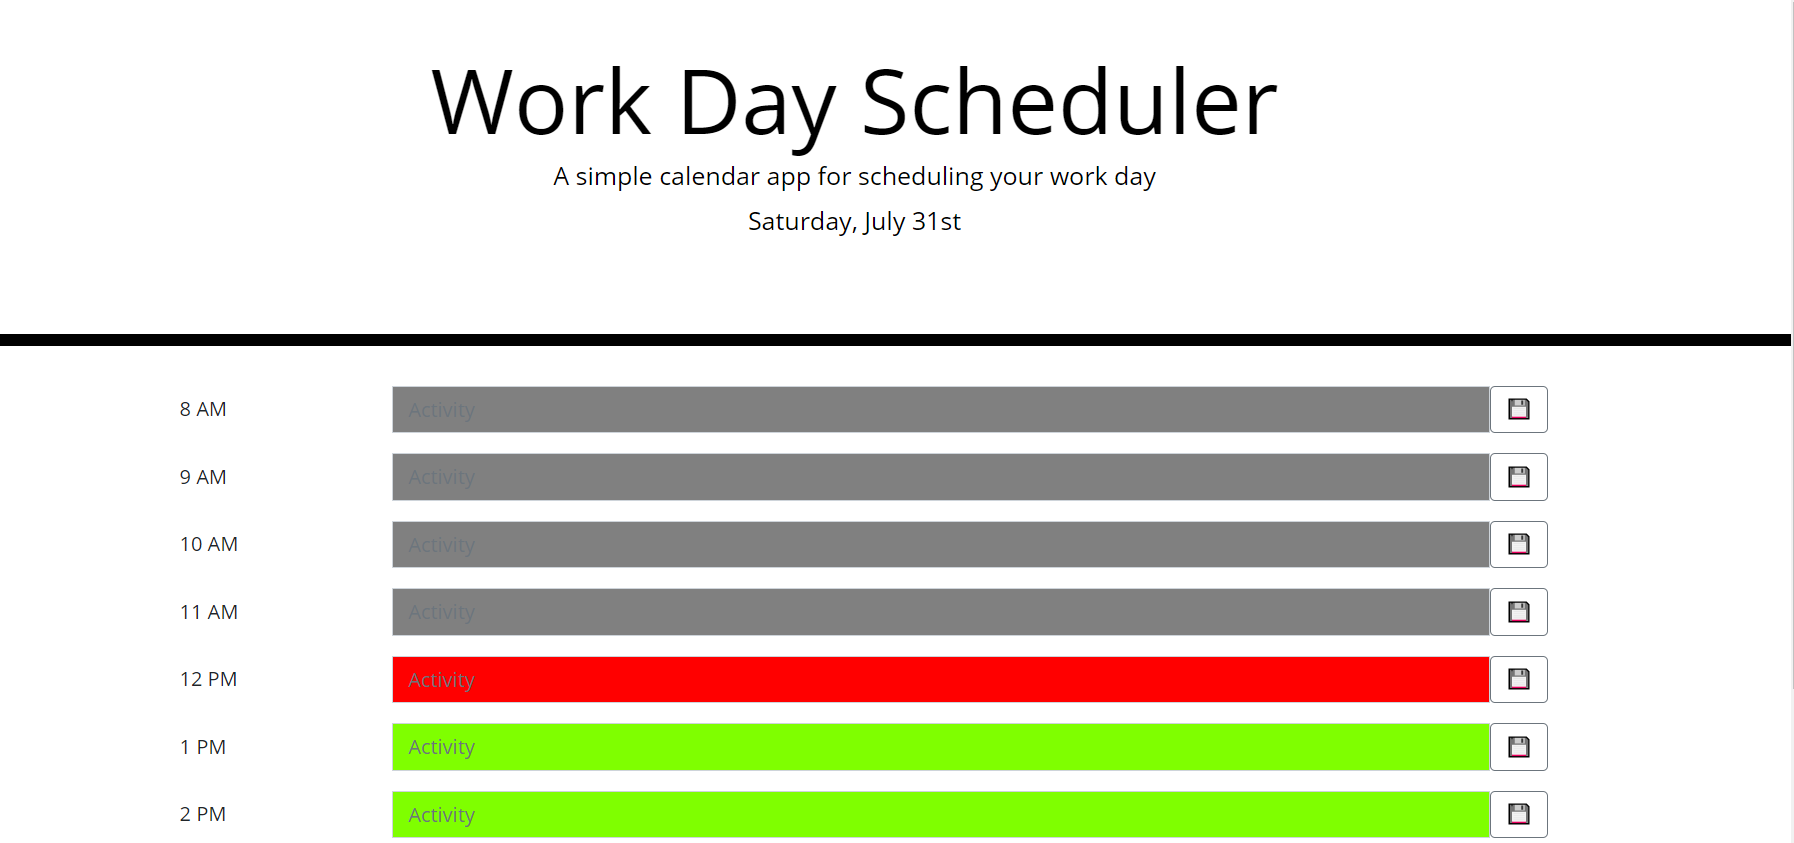 Work Day Scheduler
A simple calendar app for scheduling your work day
Saturday, July 31st
8 AM Activity
9 AM Activity
10 AM Activity
11 AM Activity
12 PM Activity
1 PM Activity
2 PM Activity